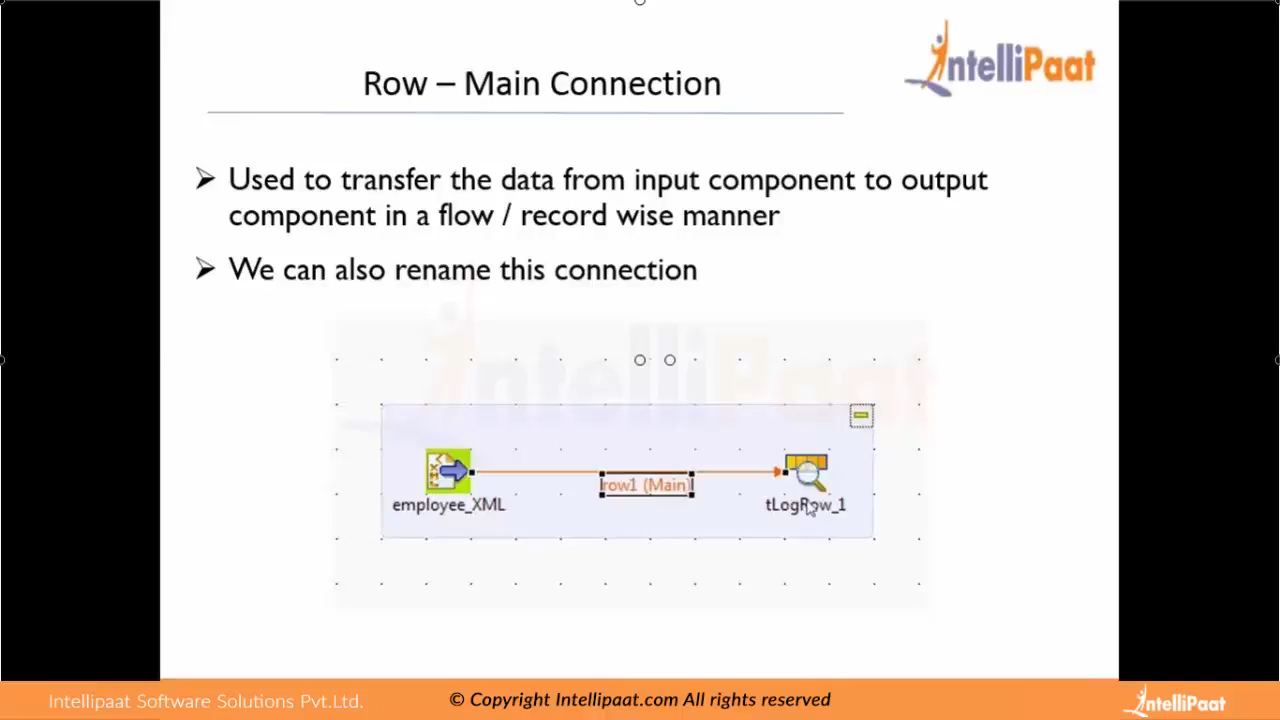 IntelliPaat
Row – Main Connection
➢ Used to transfer the data from input component to output
component in a flow / record wise manner
➢ We can also rename this connection
IntelliPaat
row1 (Main)
employee_XML
tLogRow_1
Intellipaat Software Solutions Pvt.Ltd.
© Copyright Intellipaat.com All rights reserved
IntelliPaat